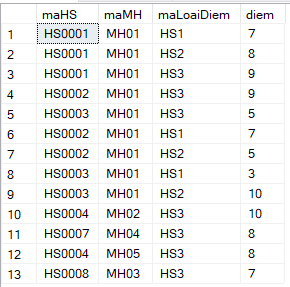 maHS maMH maLoaiDiem diem
1 HS0001 MH01 HS1 7
2 HS0001 MH01 HS2 8
3 HS0001 MH01 HS3 9
4 HS0002 MH01 HS3 9
5 HS0003 MH01 HS3 5
6 HS0002 MH01 HS1 7
7 HS0002 MH01 HS2 5
8 HS0003 MH01 HS1 3
9 HS0003 MH01 HS2 10
10 HS0004 MH02 HS3 10
11 HS0007 MH04 HS3 8
12 HS0004 MH05 HS3 8
13 HS0008 MH03 HS3 7